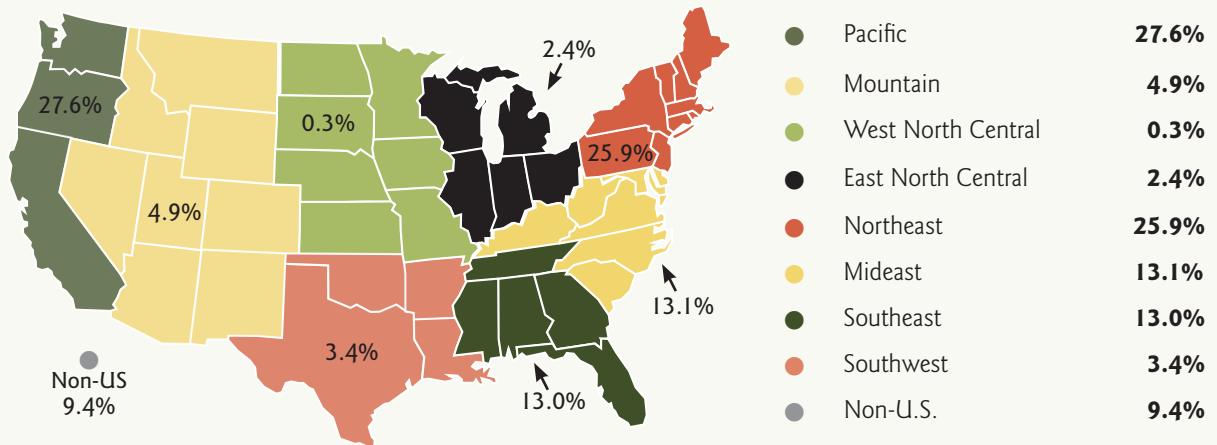 2.4%
27.6%
0.3%
25.9%
4.9%
13.1%
3.4%
Non-US
9.4%
13.0%
Pacific 27.6%
Mountain 4.9%
West North Central 0.3%
East North Central 2.4%
Northeast 25.9%
Mideast 13.1%
Southeast 13.0%
Southwest 3.4%
Non-U.S. 9.4%